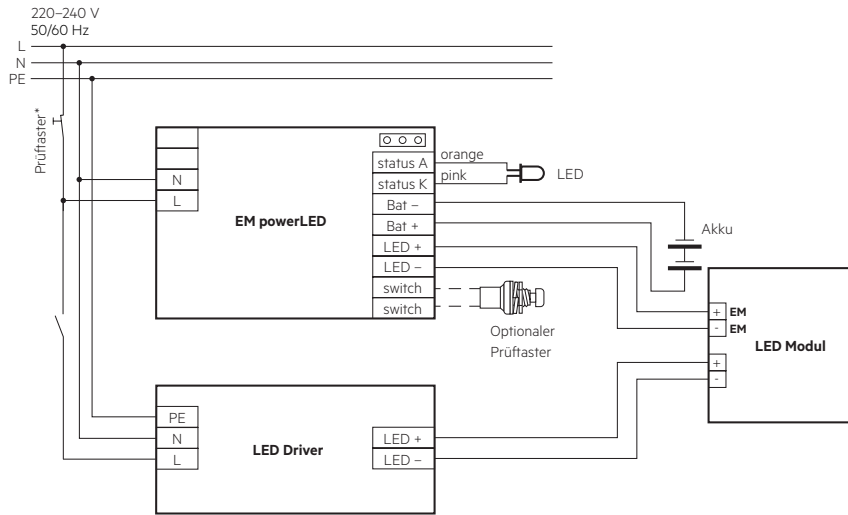 220–240 V
50/60 Hz
L
N
PE
Prüftaster*
N
L
EM powerLED
status A
status K
Bat –
Bat +
LED +
LED –
switch
switch
orange
pink
LED
Akku
Optionaler
Prüftaster
+ EM
- EM
+
-
LED Modul
PE
N
L
LED Driver
LED +
LED –